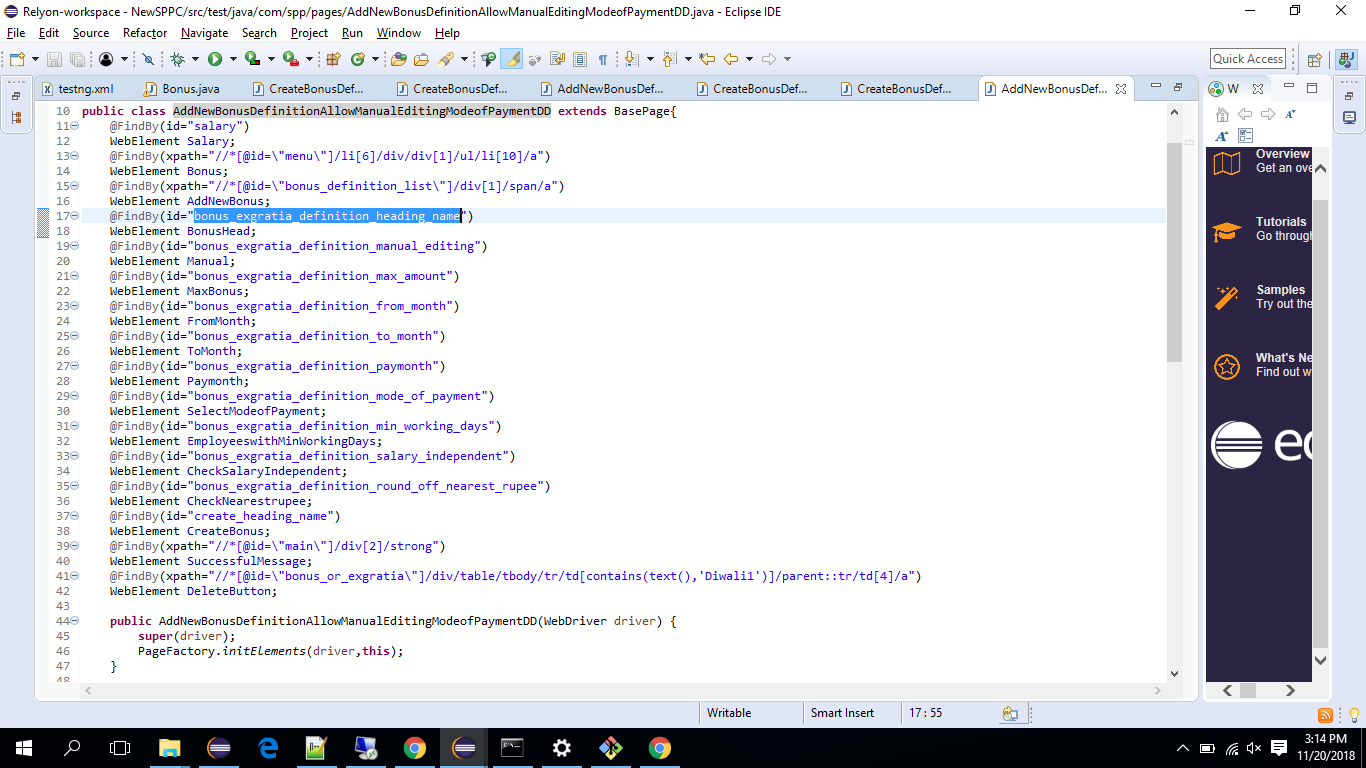 Relyon-workspace - NewSPPC/src/test/java/com/spp/pages/AddNewBonusDefinitionAllowManualEditingModeofPaymentDD.java - Eclipse IDE
File Edit Source Refactor Navigate Search Project Run Window Help
Quick Access
testng.xml Bonus.java CreateBonusDef... CreateBonusDef... AddNewBonusDef... CreateBonusDef... CreateBonusDef... AddNewBonusDef... W
10 public class AddNewBonusDefinitionAllowManualEditingModeofPaymentDD extends BasePage{
11 @FindBy(id="salary")
12 WebElement Salary;
13 @FindBy(xpath="//*[@id=\"menu\"]/li[6]/div/div[1]/ul/li[10]/a")
14 WebElement Bonus;
15 @FindBy(xpath="//*[@id=\"bonus_definition_list\"]/div[1]/span/a")
16 WebElement AddNewBonus;
17 @FindBy(id="bonus_exgratia_definition_heading_name")
18 WebElement BonusHead;
19 @FindBy(id="bonus_exgratia_definition_manual_editing")
20 WebElement Manual;
21 @FindBy(id="bonus_exgratia_definition_max_amount")
22 WebElement MaxBonus;
23 @FindBy(id="bonus_exgratia_definition_from_month")
24 WebElement FromMonth;
25 @FindBy(id="bonus_exgratia_definition_to_month")
26 WebElement ToMonth;
27 @FindBy(id="bonus_exgratia_definition_paymonth")
28 WebElement Paymonth;
29 @FindBy(id="bonus_exgratia_definition_mode_of_payment")
30 WebElement SelectModeofPayment;
31 @FindBy(id="bonus_exgratia_definition_min_working_days")
32 WebElement EmployeeswithMinWorkingDays;
33 @FindBy(id="bonus_exgratia_definition_salary_independent")
34 WebElement CheckSalaryIndependent;
35 @FindBy(id="bonus_exgratia_definition_round_off_nearest_rupee")
36 WebElement CheckNearestrupee;
37 @FindBy(id="create_heading_name")
38 WebElement CreateBonus;
39 @FindBy(xpath="//*[@id=\"main\"]/div[2]/strong")
40 WebElement SuccessfulMessage;
41 @FindBy(xpath="//*[@id=\"bonus_or_exgratia\"]/div/table/tbody/tr/td[contains(text(),'Diwali1')]/parent::tr/td[4]/a")
42 WebElement DeleteButton;
43
44 public AddNewBonusDefinitionAllowManualEditingModeofPaymentDD(WebDriver driver) {
45 super(driver);
46 PageFactory.initElements(driver,this);
47 }
48
Overview
Get an ove
Tutorials
Go through
Samples
Try out the
What's Ne
Find out w
ec
Writable Smart Insert 17 : 55
3:14 PM
11/20/2018